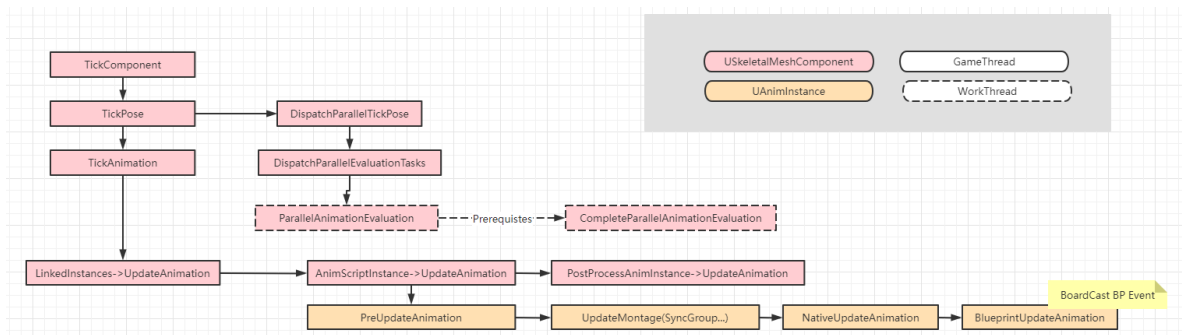 TickComponent
USkeletalMeshComponent
GameThread
UAnimInstance
WorkThread
TickPose
DispatchParallelTickPose
TickAnimation
DispatchParallelEvaluationTasks
ParallelAnimationEvaluation
Prerequistes
CompleteParallelAnimationEvaluation
LinkedInstances->UpdateAnimation
AnimScriptInstance->UpdateAnimation
PostProcessAnimInstance->UpdateAnimation
BoardCast BP Event
PreUpdateAnimation
UpdateMontage(SyncGroup...)
NativeUpdateAnimation
BlueprintUpdateAnimation